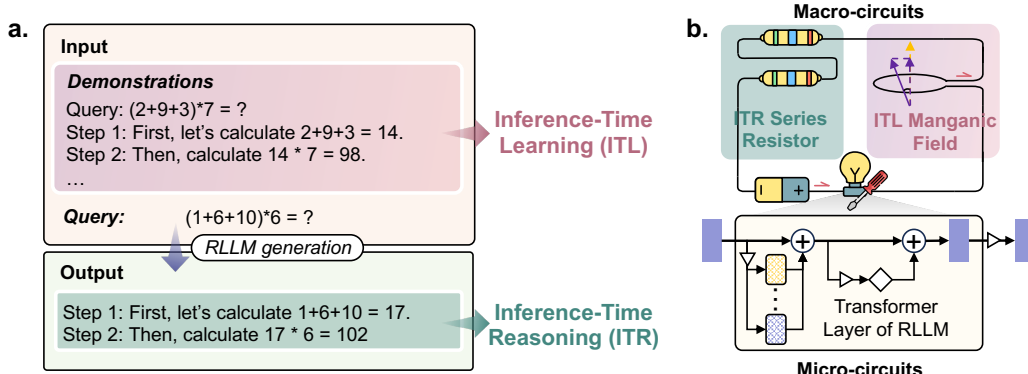 a.
Input
Demonstrations
Query: (2+9+3)*7 = ?
Step 1: First, let's calculate 2+9+3 = 14.
Step 2: Then, calculate 14 * 7 = 98.
…
Query: (1+6+10)*6 = ?
RLLM generation
Output
Step 1: First, let's calculate 1+6+10 = 17.
Step 2: Then, calculate 17 * 6 = 102
Inference-Time
Learning (ITL)
Inference-Time
Reasoning (ITR)
b.
Macro-circuits
ITR Series
Resistor
ITL Manganic
Field
Transformer
Layer of RLLM
Micro-circuits